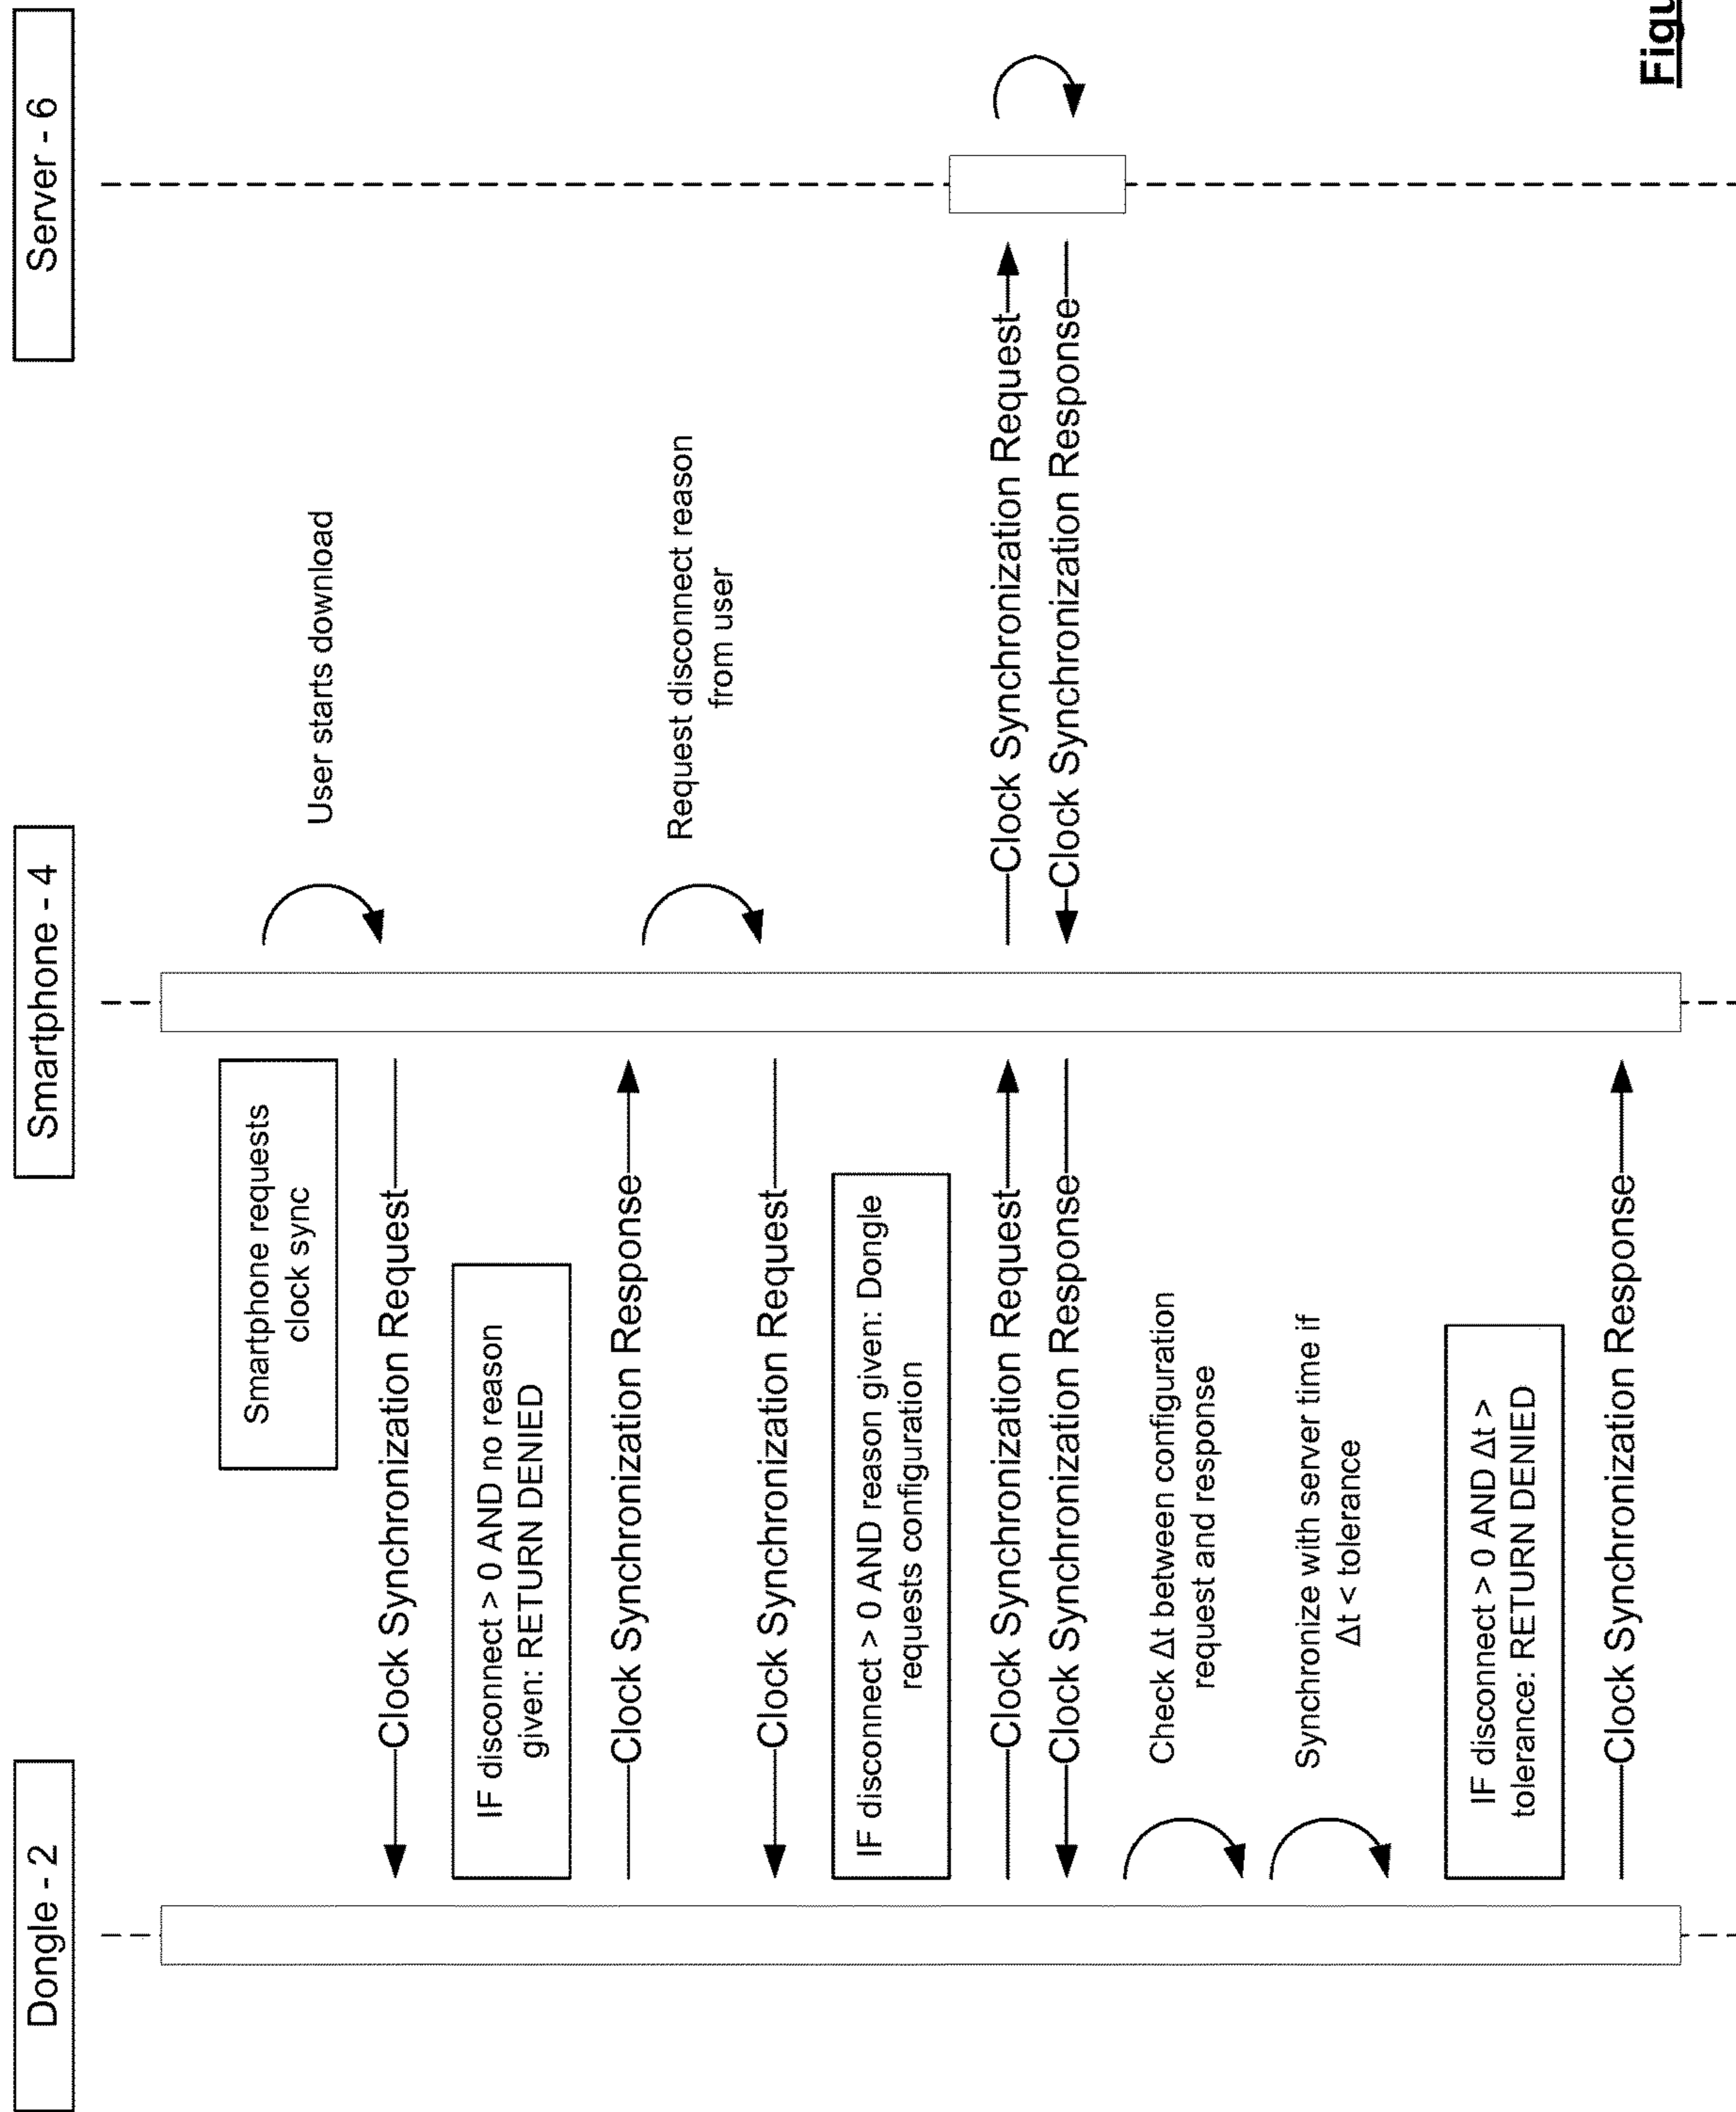 Dongle - 2
Smartphone - 4
Server - 6
Smartphone requests
clock sync
User starts download
Clock Synchronization Request
IF disconnect > 0 AND no reason
given: RETURN DENIED
Clock Synchronization Response
Request disconnect reason
from user
Clock Synchronization Request
IF disconnect > 0 AND reason given: Dongle
requests configuration
Clock Synchronization Request
Clock Synchronization Request
Clock Synchronization Response
Clock Synchronization Response
Check Δt between configuration
request and response
Synchronize with server time if
Δt < tolerance
IF disconnect > 0 AND Δt >
tolerance: RETURN DENIED
Clock Synchronization Response